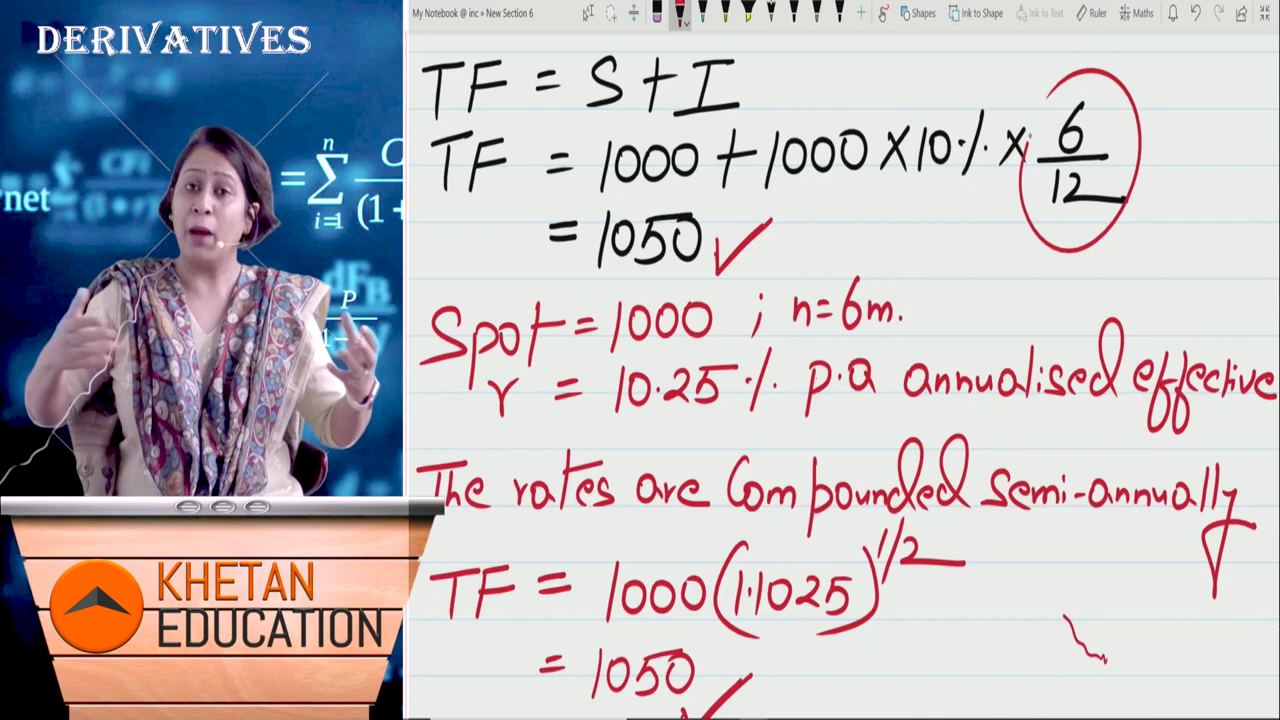 My Notebook @ inc » New Section 6
Shapes
Ink to Shape
Ink to Text
Ruler
Maths
DERIVATIVES
TF = S + I
TF = 1000 + 1000 × 10% × 6/12
= 1050 ✓
Spot = 1000 ; n = 6m.
r = 10.25% p.a annualised effective
The rates are Compounded semi-annually
TF = 1000(1.1025)^1/2
= 1050 ✓
KHETAN
EDUCATION